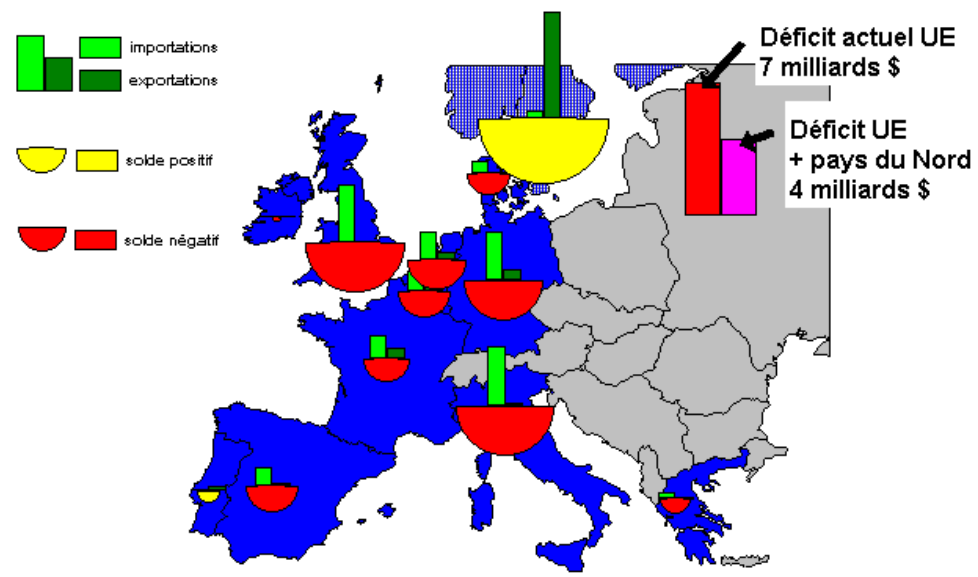 importations
exportations
solde positif
solde négatif
Déficit actuel UE
7 milliards $
Déficit UE
+ pays du Nord
4 milliards $